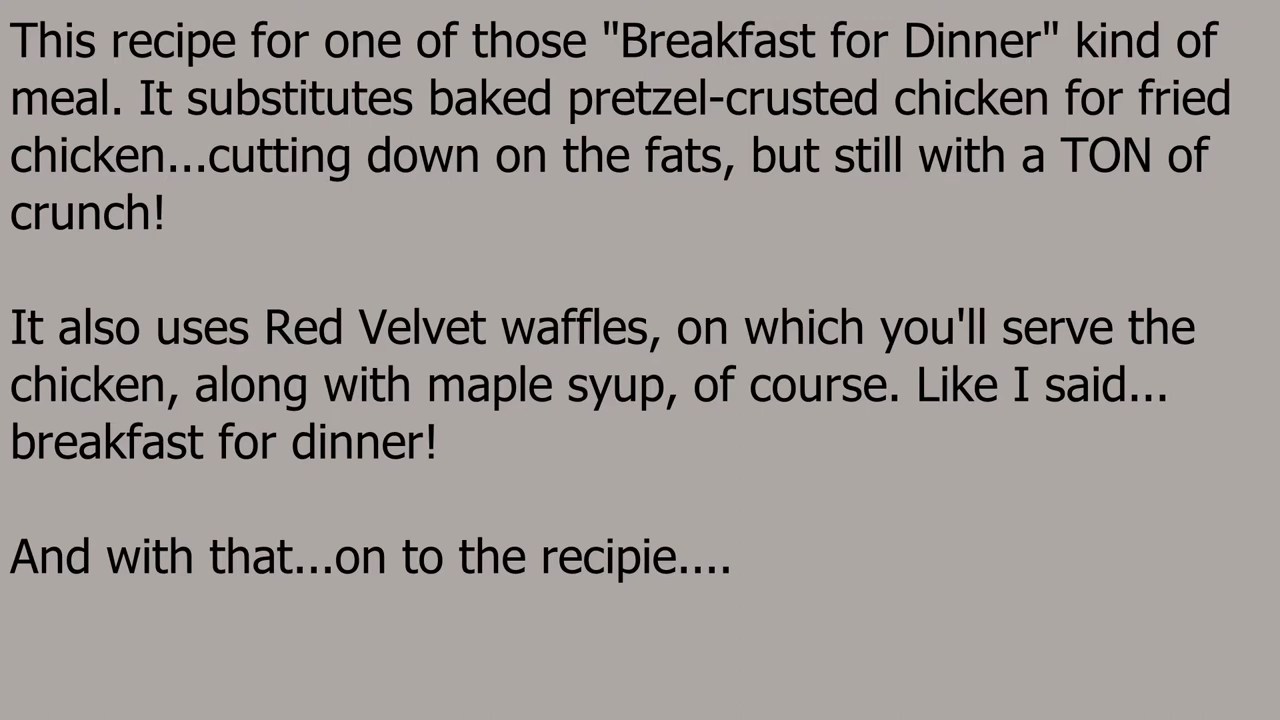 This recipe for one of those "Breakfast for Dinner" kind of
meal. It substitutes baked pretzel-crusted chicken for fried
chicken...cutting down on the fats, but still with a TON of
crunch!
It also uses Red Velvet waffles, on which you'll serve the
chicken, along with maple syup, of course. Like I said...
breakfast for dinner!
And with that...on to the recipie....